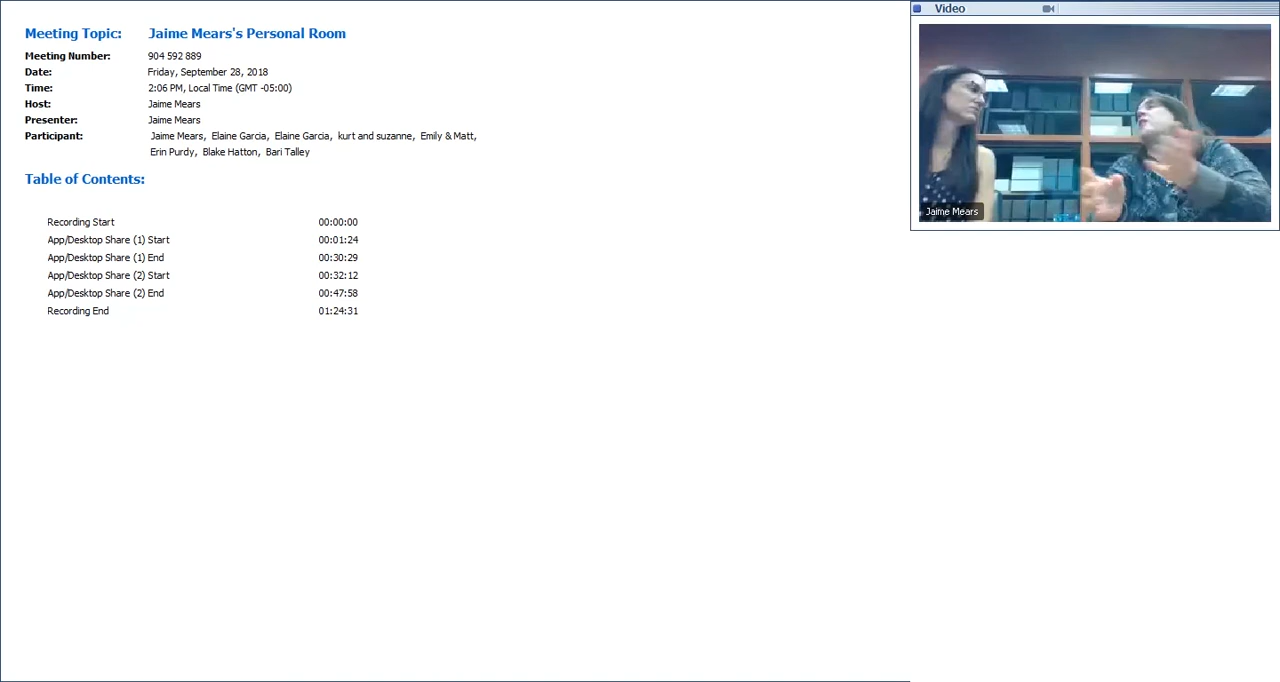 Meeting Topic: Jaime Mears's Personal Room
Meeting Number: 904 592 889
Date: Friday, September 28, 2018
Time: 2:06 PM, Local Time (GMT -05:00)
Host: Jaime Mears
Presenter: Jaime Mears
Participant: Jaime Mears, Elaine Garcia, Elaine Garcia, kurt and suzanne, Emily & Matt,
Erin Purdy, Blake Hatton, Bari Talley
Table of Contents:
Recording Start 00:00:00
App/Desktop Share (1) Start 00:01:24
App/Desktop Share (1) End 00:30:29
App/Desktop Share (2) Start 00:32:12
App/Desktop Share (2) End 00:47:58
Recording End 01:24:31
Video
Jaime Mears